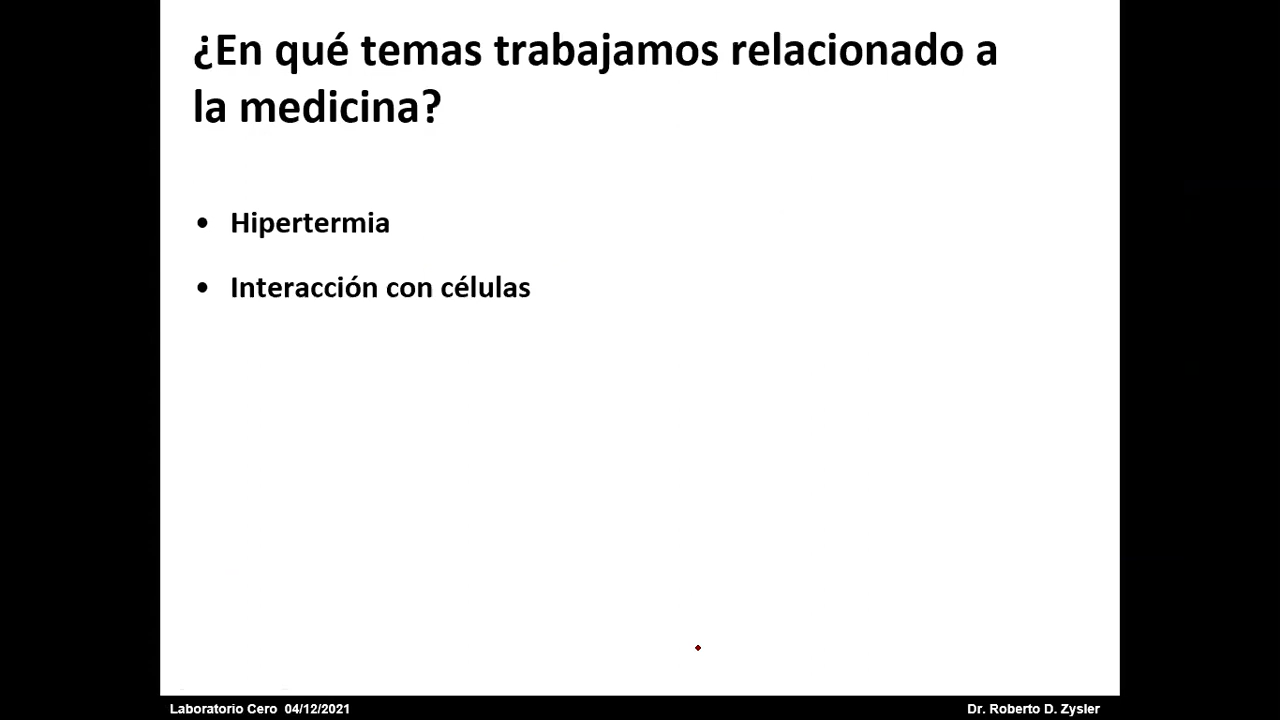 ¿En qué temas trabajamos relacionado a
la medicina?
• Hipertermia
• Interacción con células
Laboratorio Cero 04/12/2021
Dr. Roberto D. Zysler